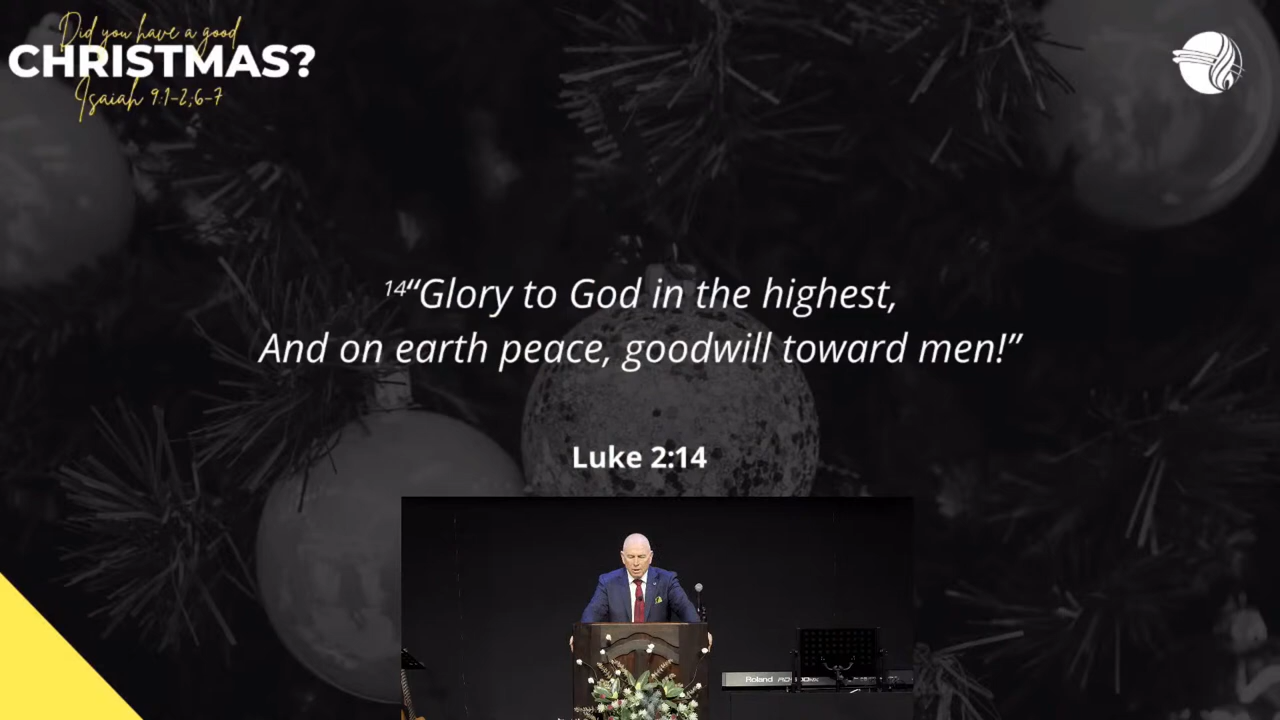 Did you have a good
CHRISTMAS?
Isaiah 9:1-2,6-7
14“Glory to God in the highest,
And on earth peace, goodwill toward men!”
Luke 2:14
Roland